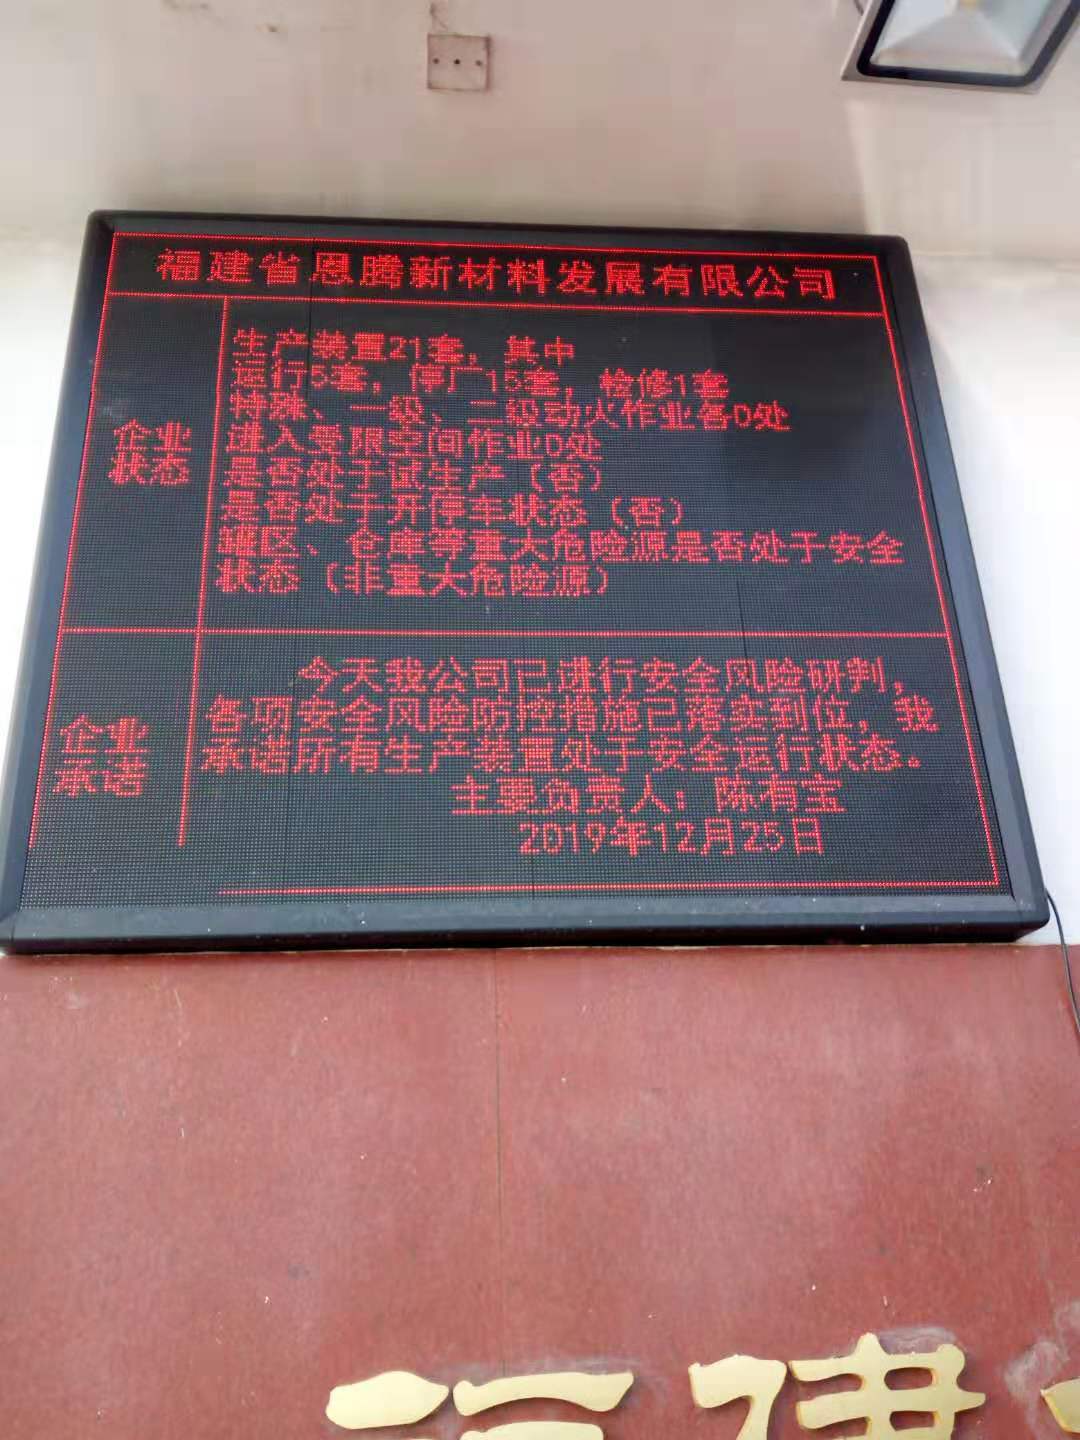 福建省恩腾新材料发展有限公司
企业
状态
生产装置21套，其中
运行5套，停厂15套，检修1套
特殊、一级、二级动火作业各0处
进入受限空间作业0处
是否处于试生产（否）
是否处于开停车状态（否）
罐区、仓库等重大危险源是否处于安全
状态（非重大危险源）
企业
承诺
今天我公司已进行安全风险研判，
各项安全风险防控措施已落实到位，我
承诺所有生产装置处于安全运行状态。
主要负责人：陈有宝
2019年12月25日
福建